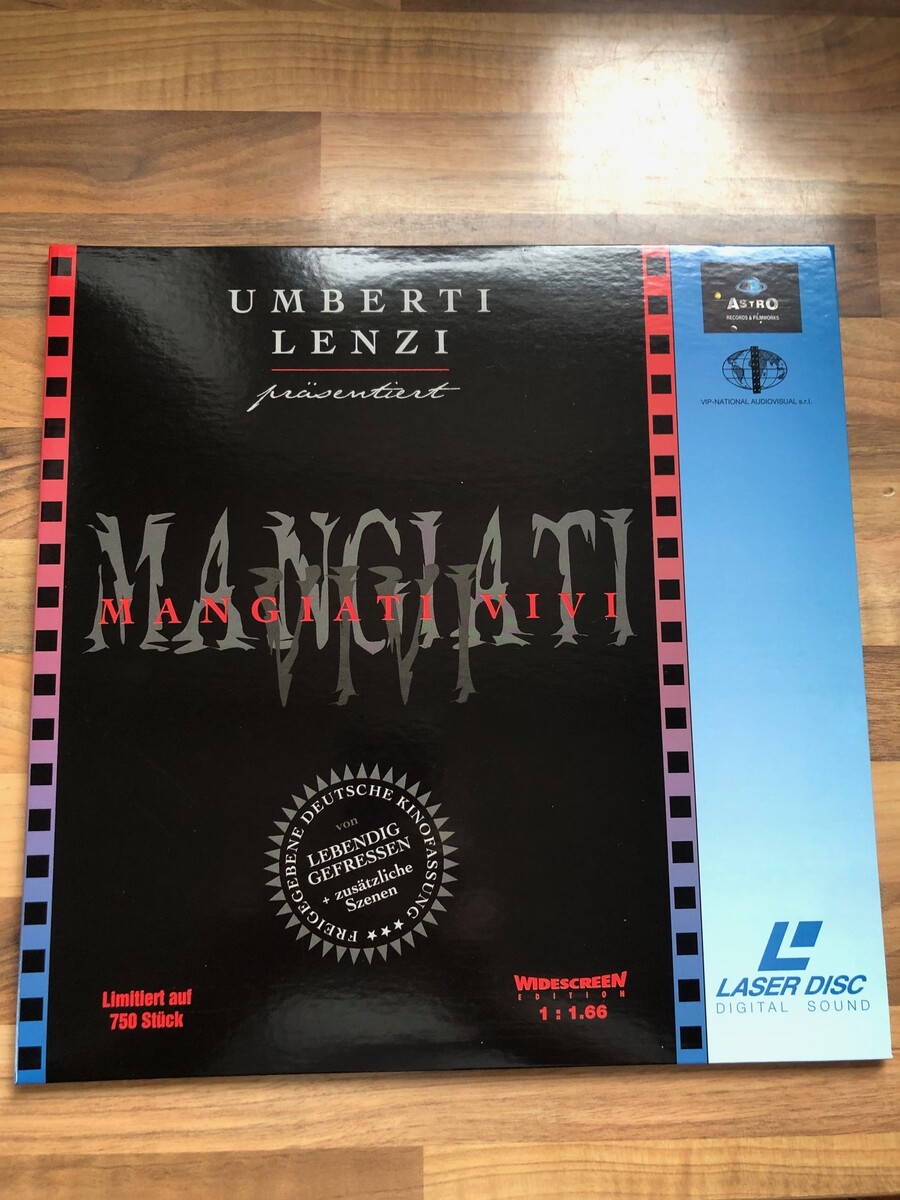 UMBERTI
LENZI
präsentiert
MANGIATI
VIVI
MANGIATI VIVI
FREIGEGEBENE DEUTSCHE KINOFASSUNG ★★★
von
LEBENDIG
GEFRESSEN
+ zusätzliche
Szenen
Limitiert auf
750 Stück
WIDESCREEN
EDITION
1 : 1.66
ASTRO
RECORDS & FILMWORKS
VIP-NATIONAL AUDIOVISUAL s.r.l.
LASER DISC
DIGITAL SOUND